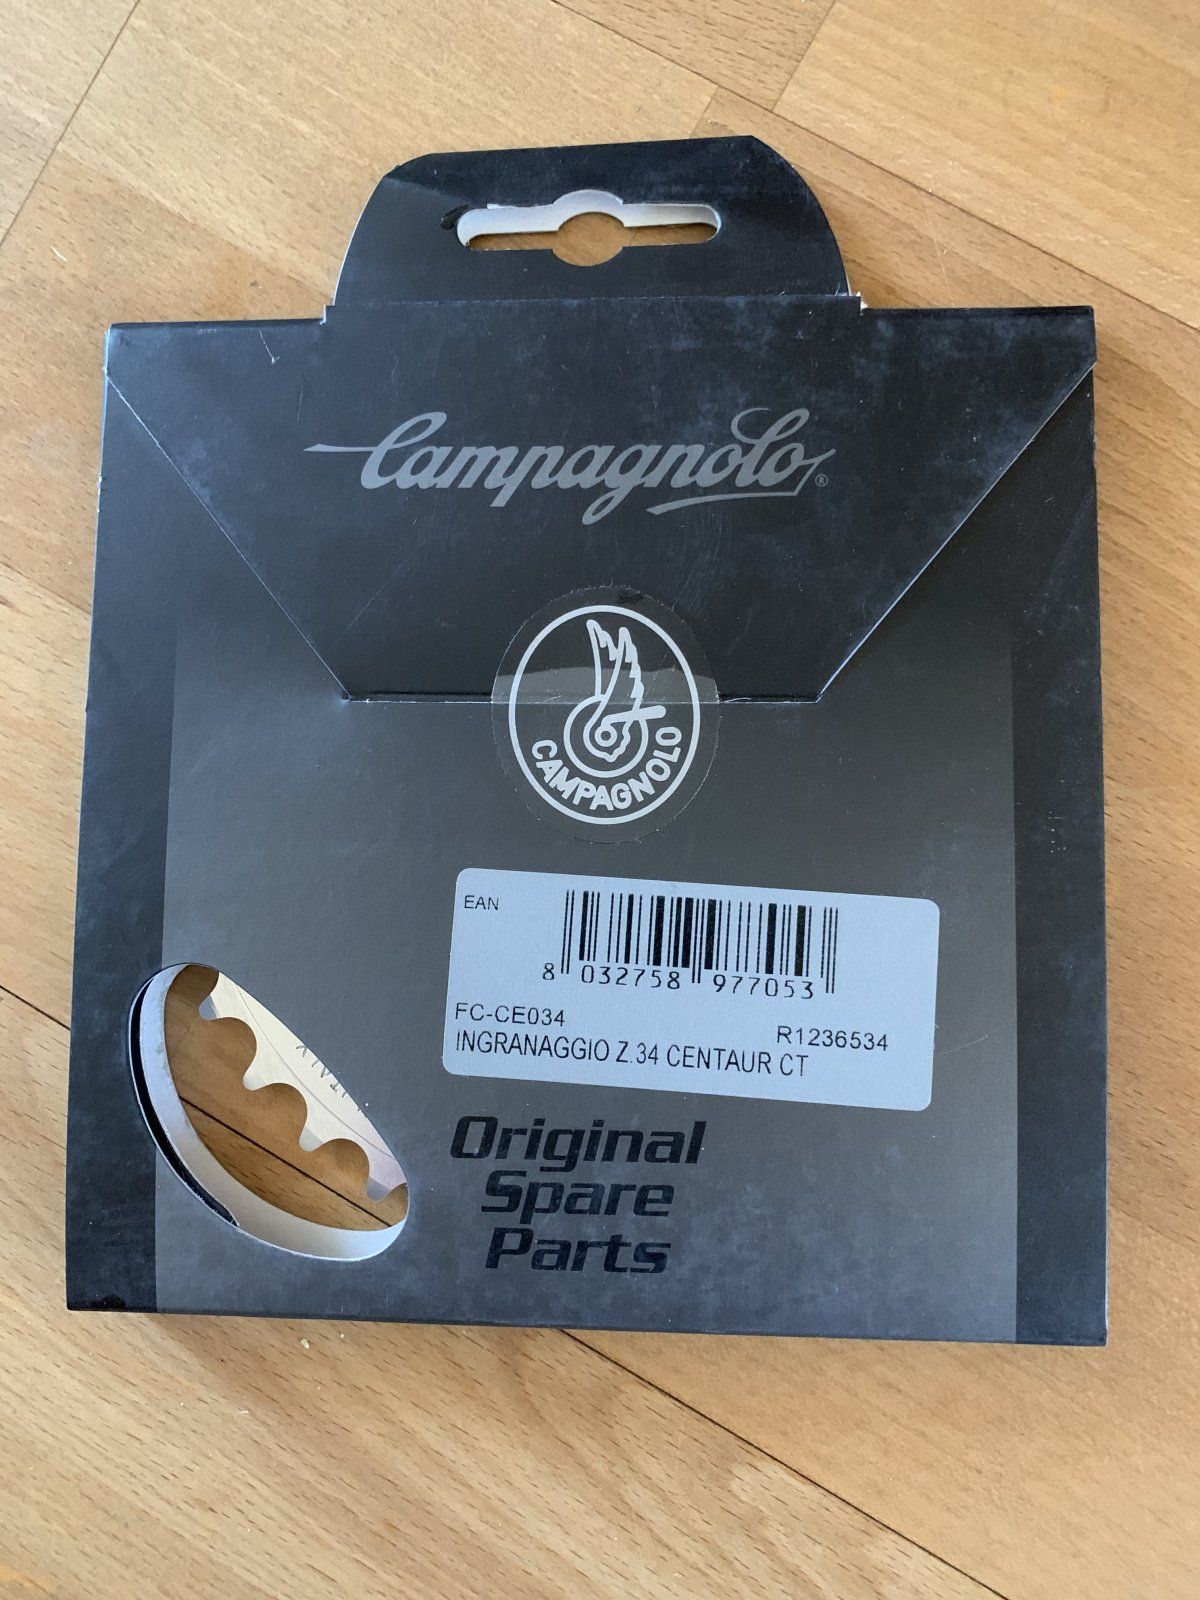 Campagnolo®
CAMPAGNOLO
EAN
8 032758 977053
FC-CE034
R1236534
INGRANAGGIO Z.34 CENTAUR CT
Original
Spare
Parts